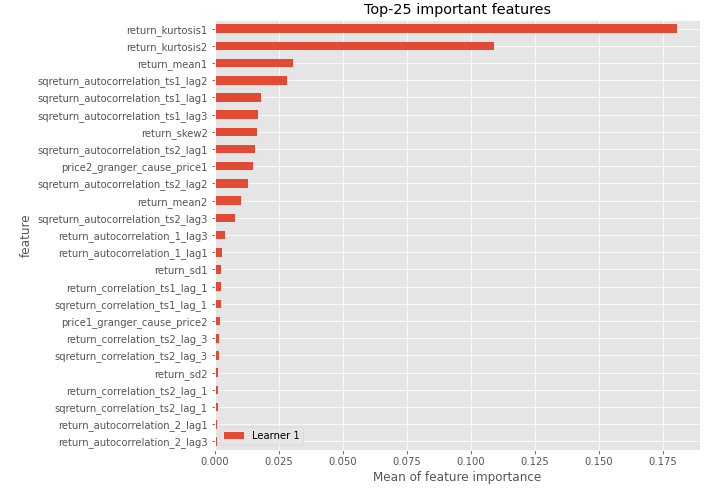 Top-25 important features
return_kurtosis1
return_kurtosis2
return_mean1
sqreturn_autocorrelation_ts1_lag2
sqreturn_autocorrelation_ts1_lag1
sqreturn_autocorrelation_ts1_lag3
return_skew2
sqreturn_autocorrelation_ts2_lag1
price2_granger_cause_price1
sqreturn_autocorrelation_ts2_lag2
return_mean2
sqreturn_autocorrelation_ts2_lag3
return_autocorrelation_1_lag3
return_autocorrelation_1_lag1
return_sd1
return_correlation_ts1_lag_1
sqreturn_correlation_ts1_lag_1
price1_granger_cause_price2
return_correlation_ts2_lag_3
sqreturn_correlation_ts2_lag_3
return_sd2
return_correlation_ts2_lag_1
sqreturn_correlation_ts2_lag_1
return_autocorrelation_2_lag1
return_autocorrelation_2_lag3
feature
Learner 1
0.000 0.025 0.050 0.075 0.100 0.125 0.150 0.175
Mean of feature importance